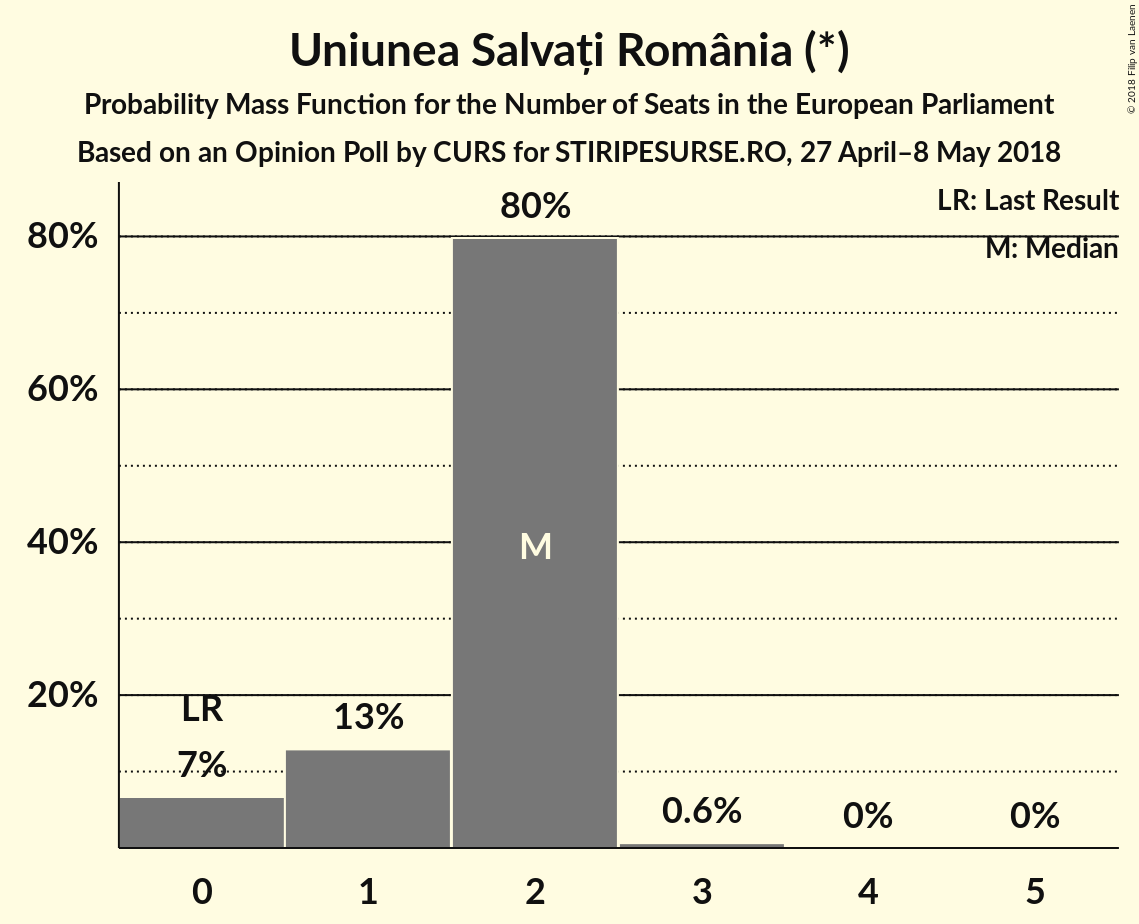 Uniunea Salvați România (*)
Probability Mass Function for the Number of Seats in the European Parliament
Based on an Opinion Poll by CURS for STIRIPESURSE.RO, 27 April–8 May 2018
© 2018 Filip van Laenen
LR: Last Result
M: Median
80%
60%
40%
20%
LR
7%
13%
80%
M
0.6%
0%
0%
0 1 2 3 4 5